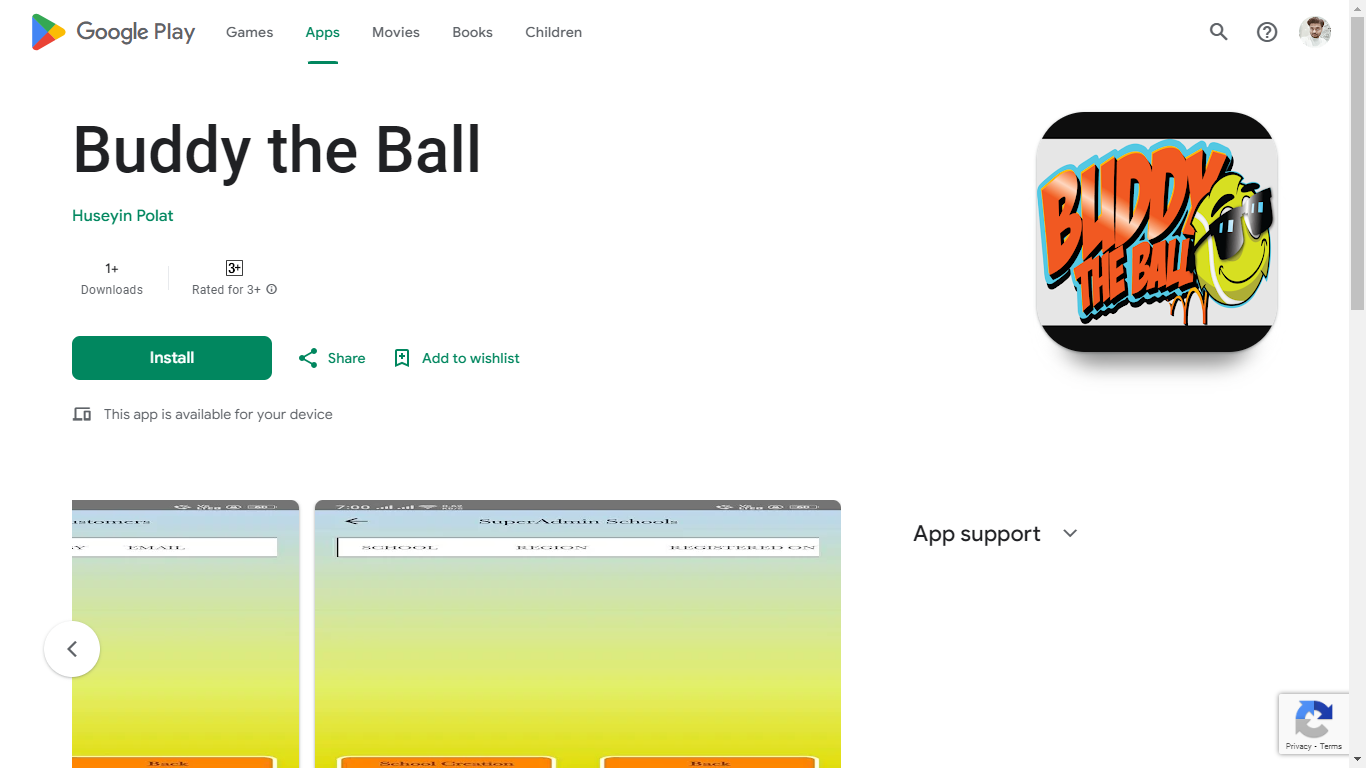 Google Play
Games
Apps
Movies
Books
Children
Buddy the Ball
Huseyin Polat
1+
Downloads
3+
Rated for 3+
Install
Share
Add to wishlist
This app is available for your device
BUDDY
THE BALL
EMAIL
7:00
SuperAdmin Schools
SCHOOL REGION REGISTERED ON
Back
School Creation
Back
App support
Privacy - Terms